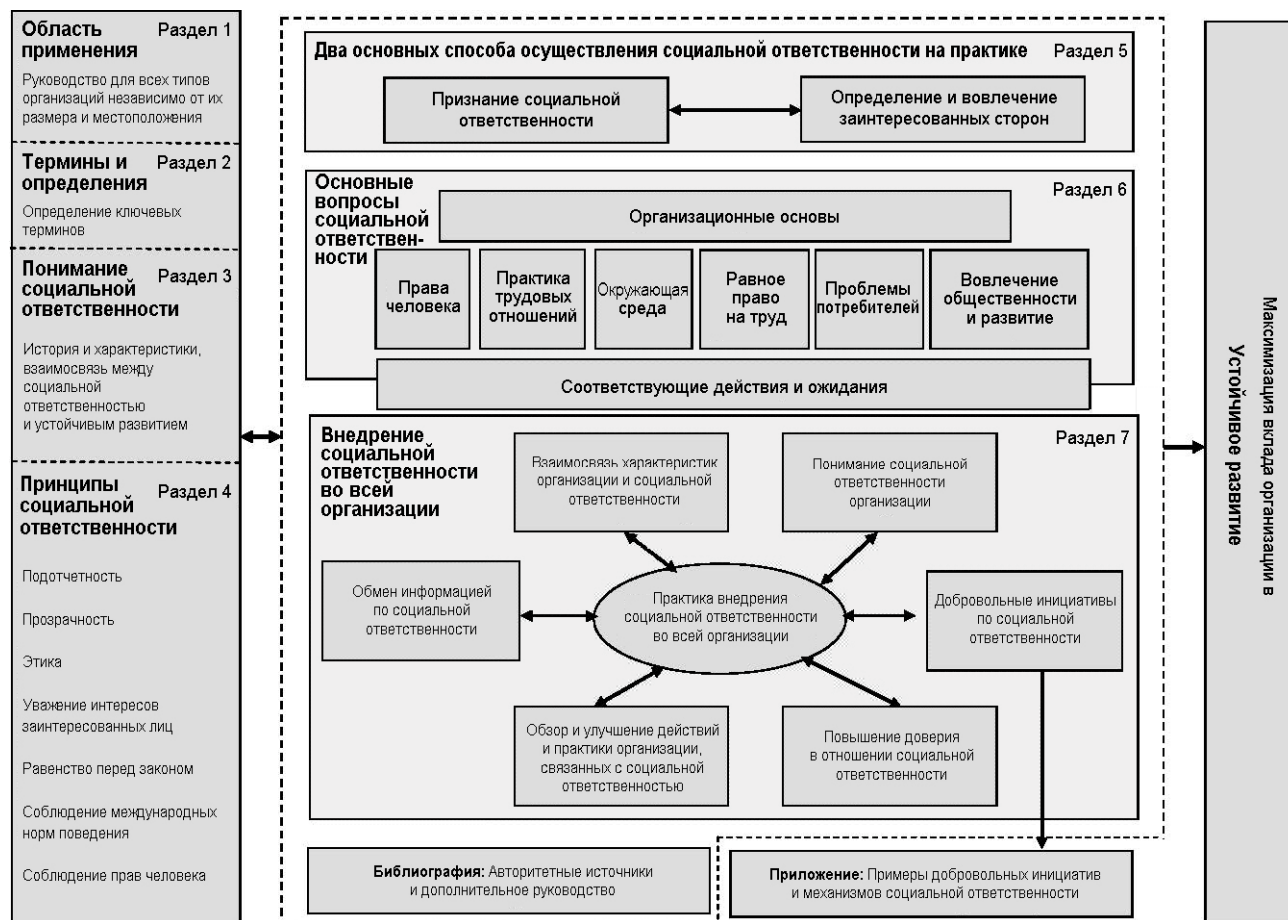 Область
применения
Раздел 1
Руководство для всех типов
организаций независимо от их
размера и местоположения
Термины и
определения
Раздел 2
Определение ключевых
терминов
Понимание
социальной
ответственности
Раздел 3
История и характеристики,
взаимосвязь между
социальной
ответственностью
и устойчивым развитием
Принципы
социальной
ответственности
Раздел 4
Подотчетность
Прозрачность
Этика
Уважение интересов
заинтересованных лиц
Равенство перед законом
Соблюдение международных
норм поведения
Соблюдение прав человека
Два основных способа осуществления социальной ответственности на практике
Раздел 5
Признание социальной
ответственности
Определение и вовлечение
заинтересованных сторон
Основные
вопросы
социальной
ответствен-
ности
Раздел 6
Организационные основы
Права
человека
Практика
трудовых
отношений
Окружающая
среда
Равное
право
на труд
Проблемы
потребителей
Вовлечение
общественности
и развитие
Соответствующие действия и ожидания
Внедрение
социальной
ответственности
во всей
организации
Раздел 7
Взаимосвязь характеристик
организации и социальной
ответственности
Понимание социальной
ответственности
организации
Обмен информацией
по социальной
ответственности
Практика внедрения
социальной ответственности
во всей организации
Добровольные инициативы
по социальной
ответственности
Обзор и улучшение действий
и практики организации,
связанных с социальной
ответственностью
Повышение доверия
в отношении социальной
ответственности
Библиография: Авторитетные источники
и дополнительное руководство
Приложение: Примеры добровольных инициатив
и механизмов социальной ответственности
Максимизация вклада организации в
Устойчивое развитие